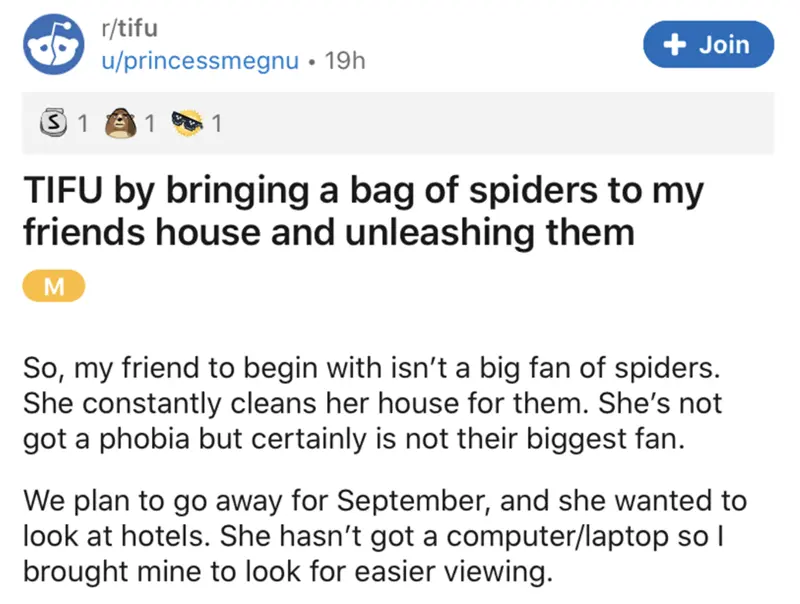 r/tifu
u/princessmegnu • 19h
+ Join
S 1 1 1
TIFU by bringing a bag of spiders to my
friends house and unleashing them
M
So, my friend to begin with isn’t a big fan of spiders.
She constantly cleans her house for them. She’s not
got a phobia but certainly is not their biggest fan.
We plan to go away for September, and she wanted to
look at hotels. She hasn’t got a computer/laptop so I
brought mine to look for easier viewing.